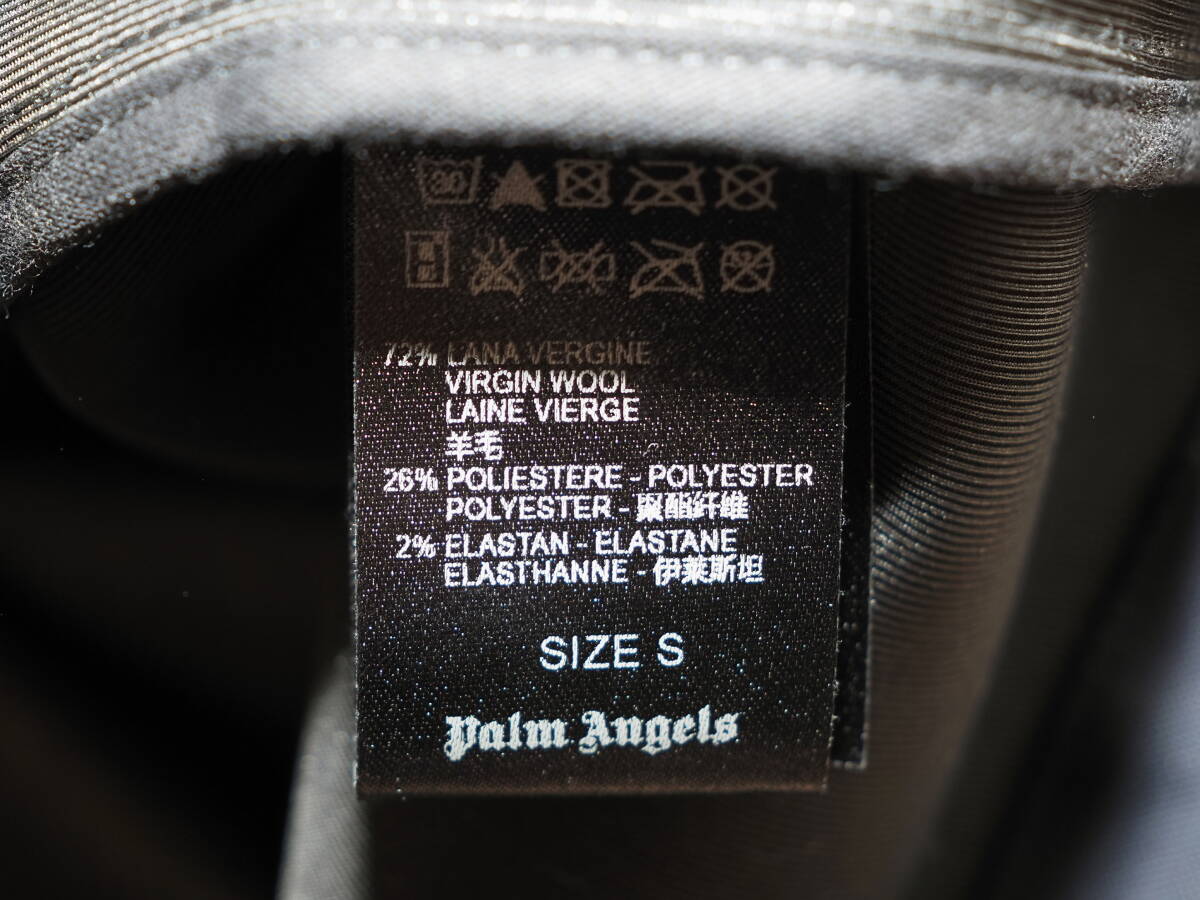 30
72% LANA VERGINE
VIRGIN WOOL
LAINE VIERGE
羊毛
26% POLIESTERE - POLYESTER
POLYESTER - 聚酯纤维
2% ELASTAN - ELASTANE
ELASTHANNE - 伊莱斯坦
SIZE S
Palm Angels